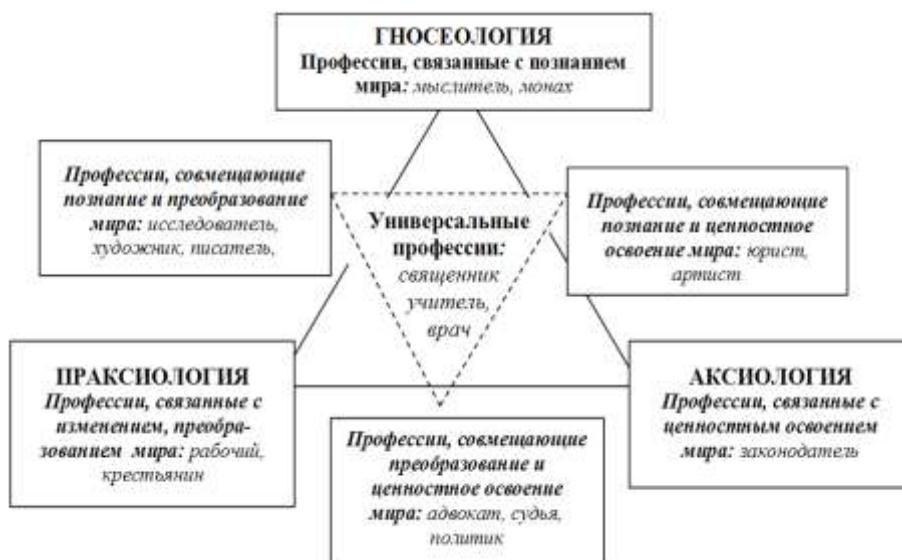 ГНОСЕОЛОГИЯ
Профессии, связанные с познанием
мира: мыслитель, монах
Профессии, совмещающие
познание и преобразование
мира: исследователь,
художник, писатель,
Универсальные
профессии:
священник
учитель,
врач
Профессии, совмещающие
познание и ценностное
освоение мира: юрист,
артист
ПРАКСИОЛОГИЯ
Профессии, связанные с
изменением, преобра-
зованием мира: рабочий,
крестьянин
Профессии, совмещающие
преобразование и
ценностное освоение
мира: адвокат, судья,
политик
АКСИОЛОГИЯ
Профессии, связанные с
ценностным освоением
мира: законодатель